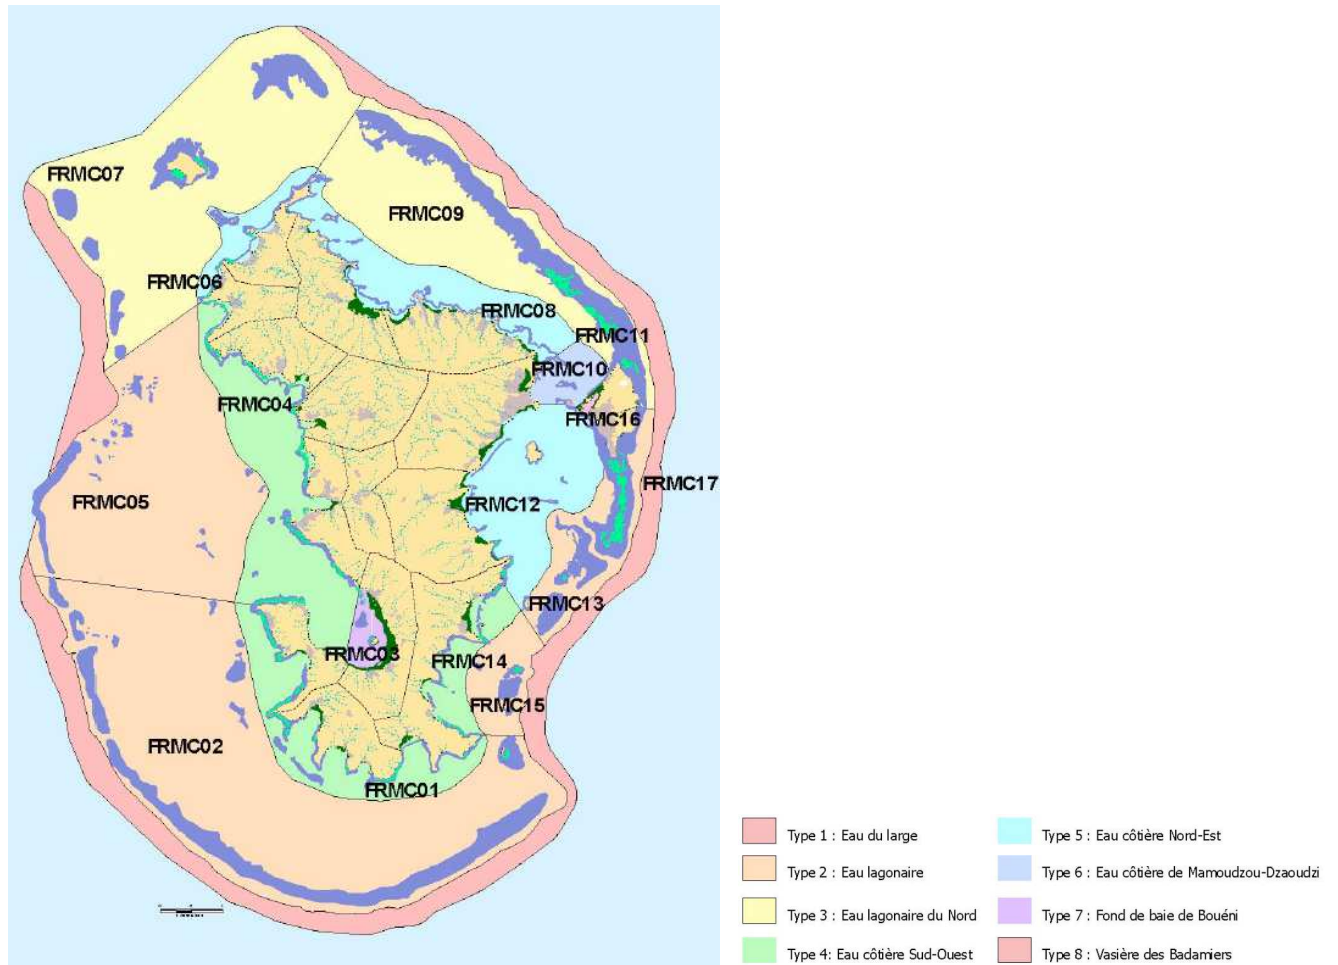 FRMC07
FRMC09
FRMC06
FRMC08
FRMC11
FRMC10
FRMC04
FRMC16
FRMC17
FRMC05
FRMC12
FRMC13
FRMC03
FRMC14
FRMC15
FRMC02
FRMC01
Type 1 : Eau du large
Type 2 : Eau lagonaire
Type 3 : Eau lagonaire du Nord
Type 4: Eau côtière Sud-Ouest
Type 5 : Eau côtière Nord-Est
Type 6 : Eau côtière de Mamoudzou-Dzaoudzi
Type 7 : Fond de baie de Bouéni
Type 8 : Vasière des Badamiers